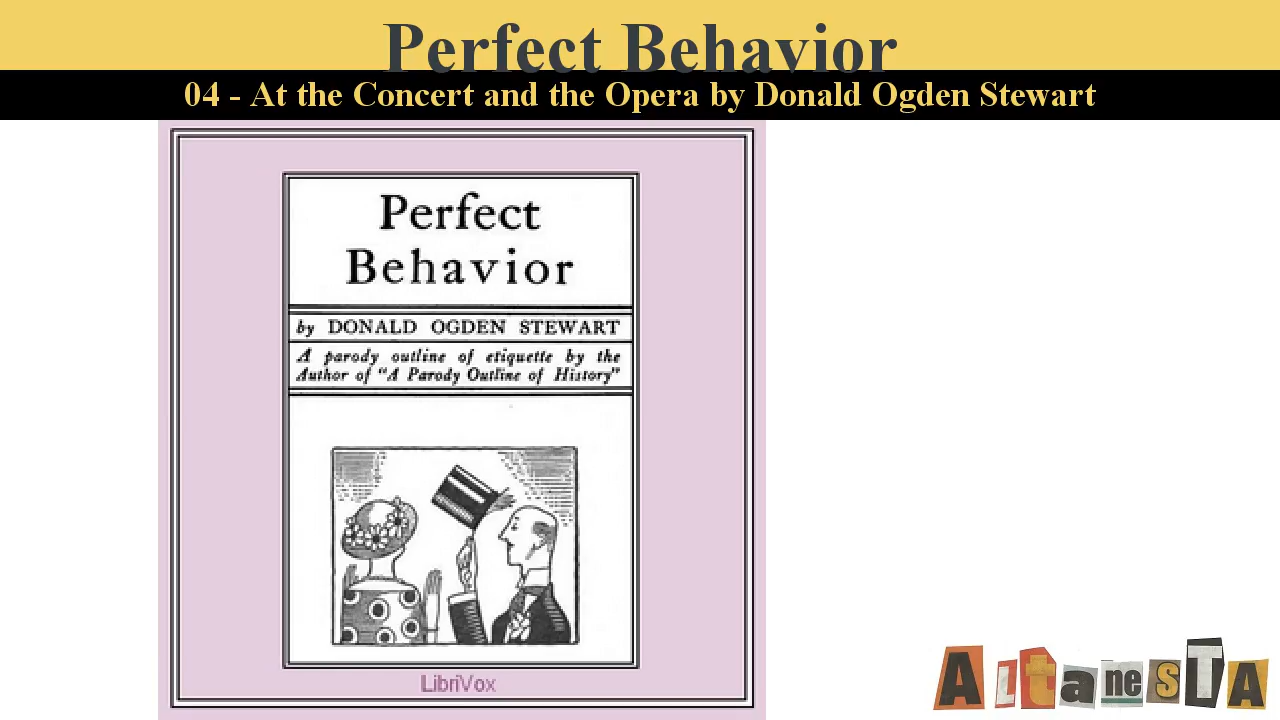 Perfect Behavior
04 - At the Concert and the Opera by Donald Ogden Stewart
Perfect
Behavior
by DONALD OGDEN STEWART
A parody outline of etiquette by the
Author of "A Parody Outline of History"
LibriVox
AltanesTA